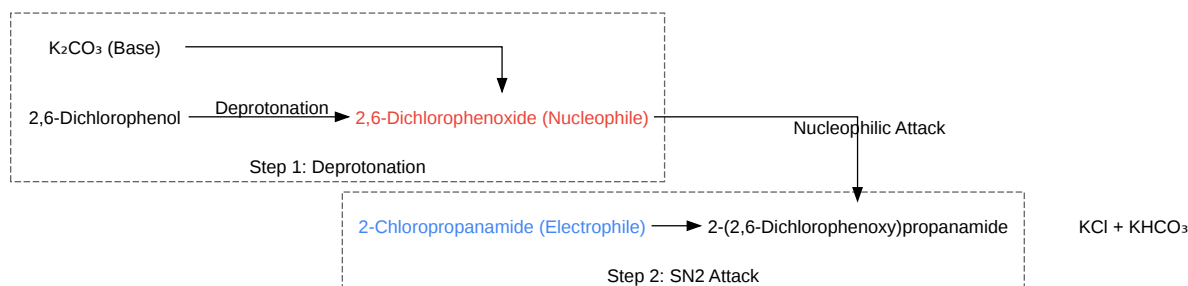 K₂CO₃ (Base)
2,6-Dichlorophenol
Deprotonation
2,6-Dichlorophenoxide (Nucleophile)
Nucleophilic Attack
Step 1: Deprotonation
2-Chloropropanamide (Electrophile)
2-(2,6-Dichlorophenoxy)propanamide
KCl + KHCO₃
Step 2: SN2 Attack